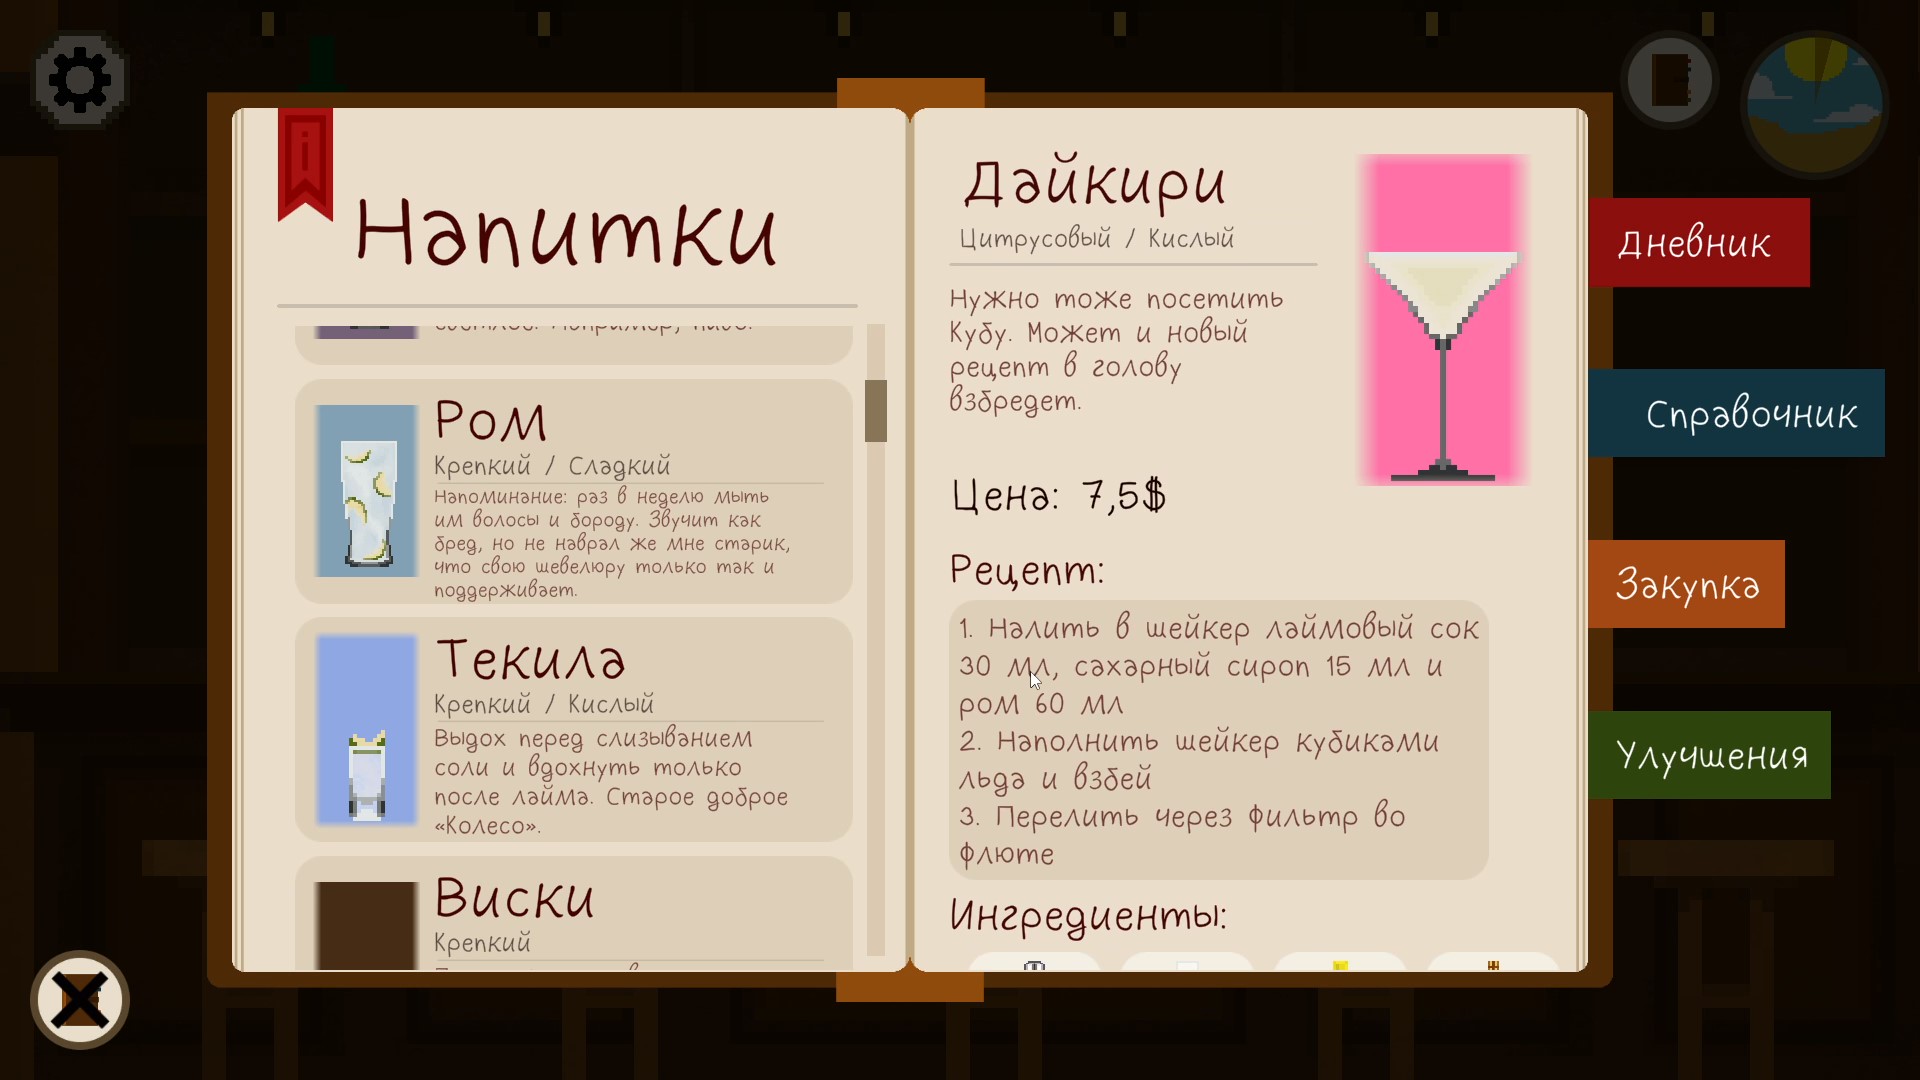 Напитки
Ром
Крепкий / Сладкий
Напоминание: раз в неделю мыть
им волосы и бороду. Звучит как
бред, но не наврал же мне старик,
что свою шевелюру только так и
поддерживает.
Текила
Крепкий / Кислый
Выдох перед слизыванием
соли и вдохнуть только
после лайма. Старое доброе
«Колесо».
Виски
Крепкий
Дайкири
Цитрусовый / Кислый
Нужно тоже посетить
Кубу. Может и новый
рецепт в голову
взбредет.
Цена: 7,5$
Рецепт:
1. Налить в шейкер лаймовый сок
30 мл, сахарный сироп 15 мл и
ром 60 мл
2. Наполнить шейкер кубиками
льда и взбей
3. Перелить через фильтр во
флюте
Ингредиенты:
Дневник
Справочник
Закупка
Улучшения